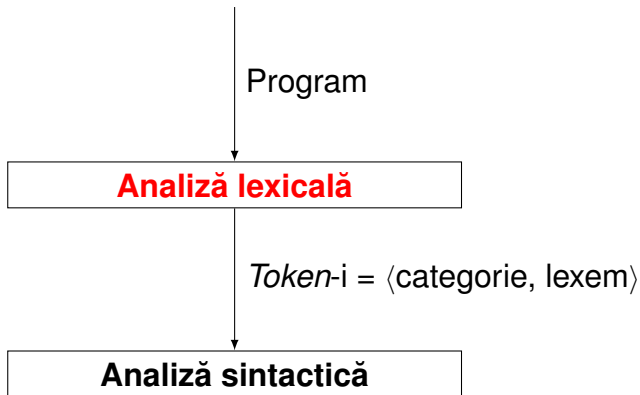 Program
Analiză lexicală
Token-i = ⟨categorie, lexem⟩
Analiză sintactică